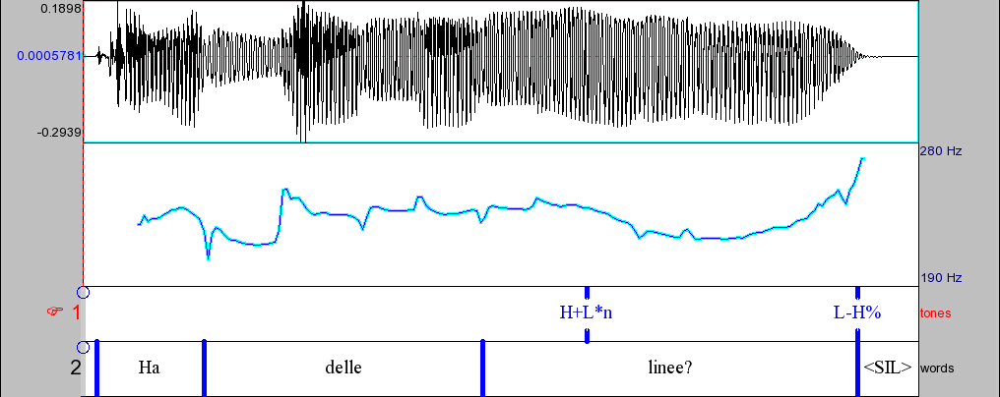 0.1898
0.0005781
-0.2939
280 Hz
190 Hz
☞ 1 H+L*n L-H% tones
2 Ha delle linee? <SIL> words